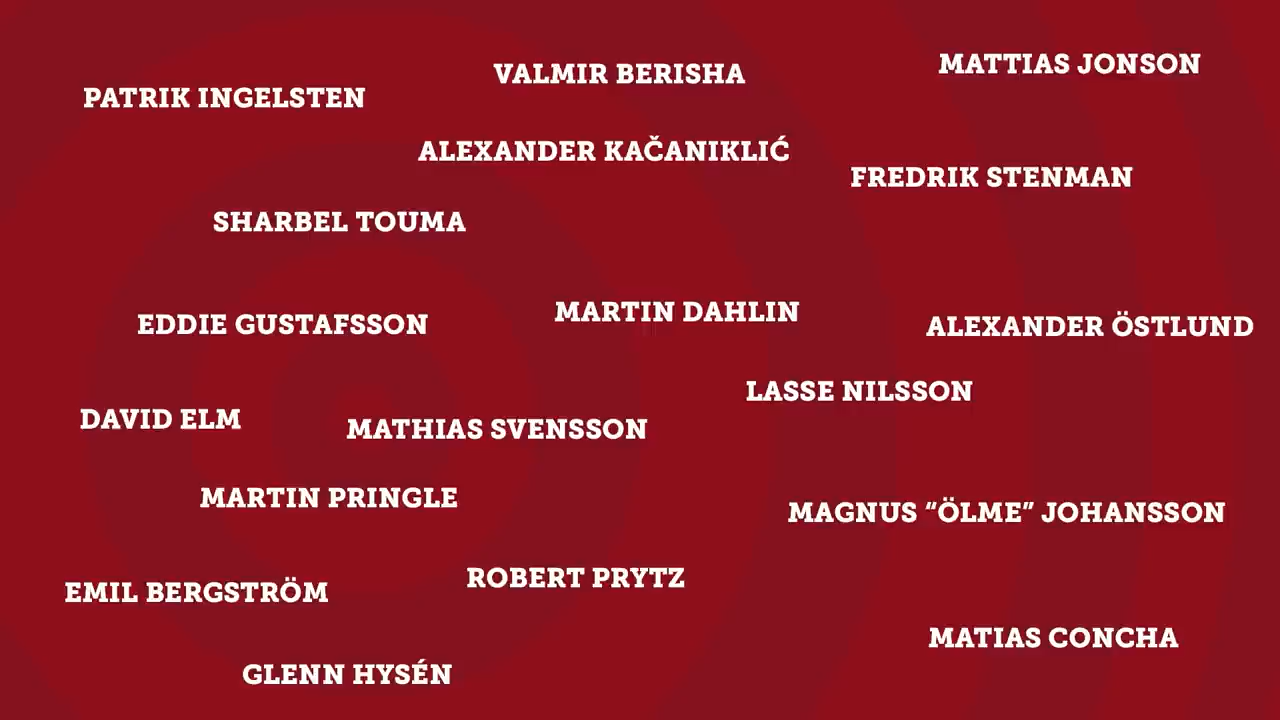 MATTIAS JONSON
VALMIR BERISHA
PATRIK INGELSTEN
ALEXANDER KAČANIKLIĆ
FREDRIK STENMAN
SHARBEL TOUMA
MARTIN DAHLIN
EDDIE GUSTAFSSON
ALEXANDER ÖSTLUND
LASSE NILSSON
DAVID ELM
MATHIAS SVENSSON
MARTIN PRINGLE
MAGNUS “ÖLME” JOHANSSON
ROBERT PRYTZ
EMIL BERGSTRÖM
MATIAS CONCHA
GLENN HYSÉN